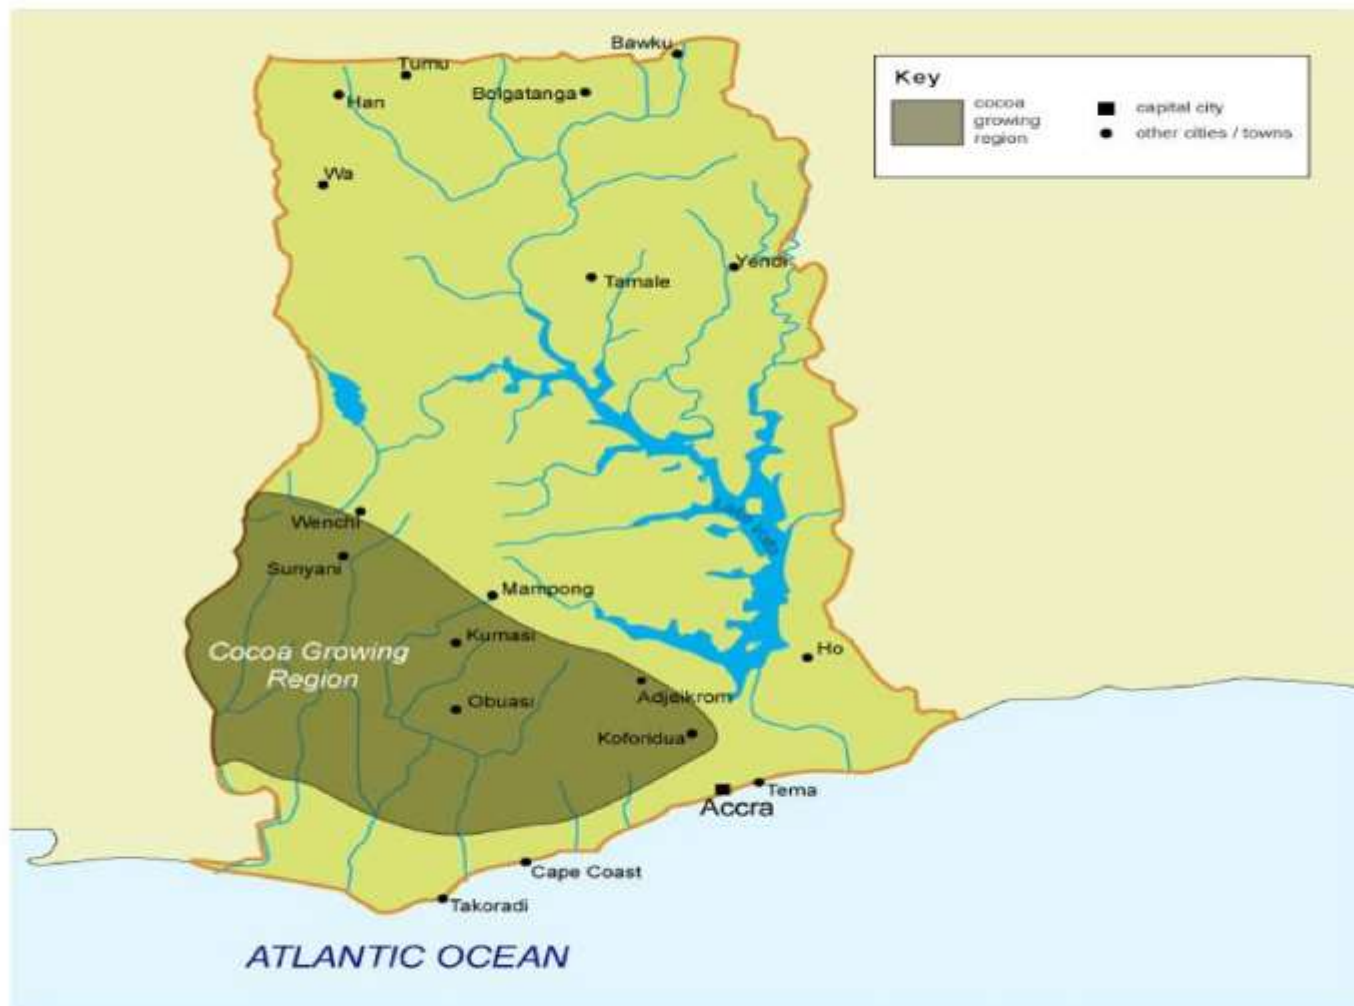 Bawku
Tumu
Bolgatanga
Han
Wa
Yendi
Tamale
Key
cocoa
growing
region
capital city
other cities / towns
Wenchi
Sunyani
Mampong
Kumasi
Cocoa Growing
Region
Ho
Adjeikrom
Obuasi
Koforidua
Tema
Accra
Cape Coast
Takoradi
ATLANTIC OCEAN